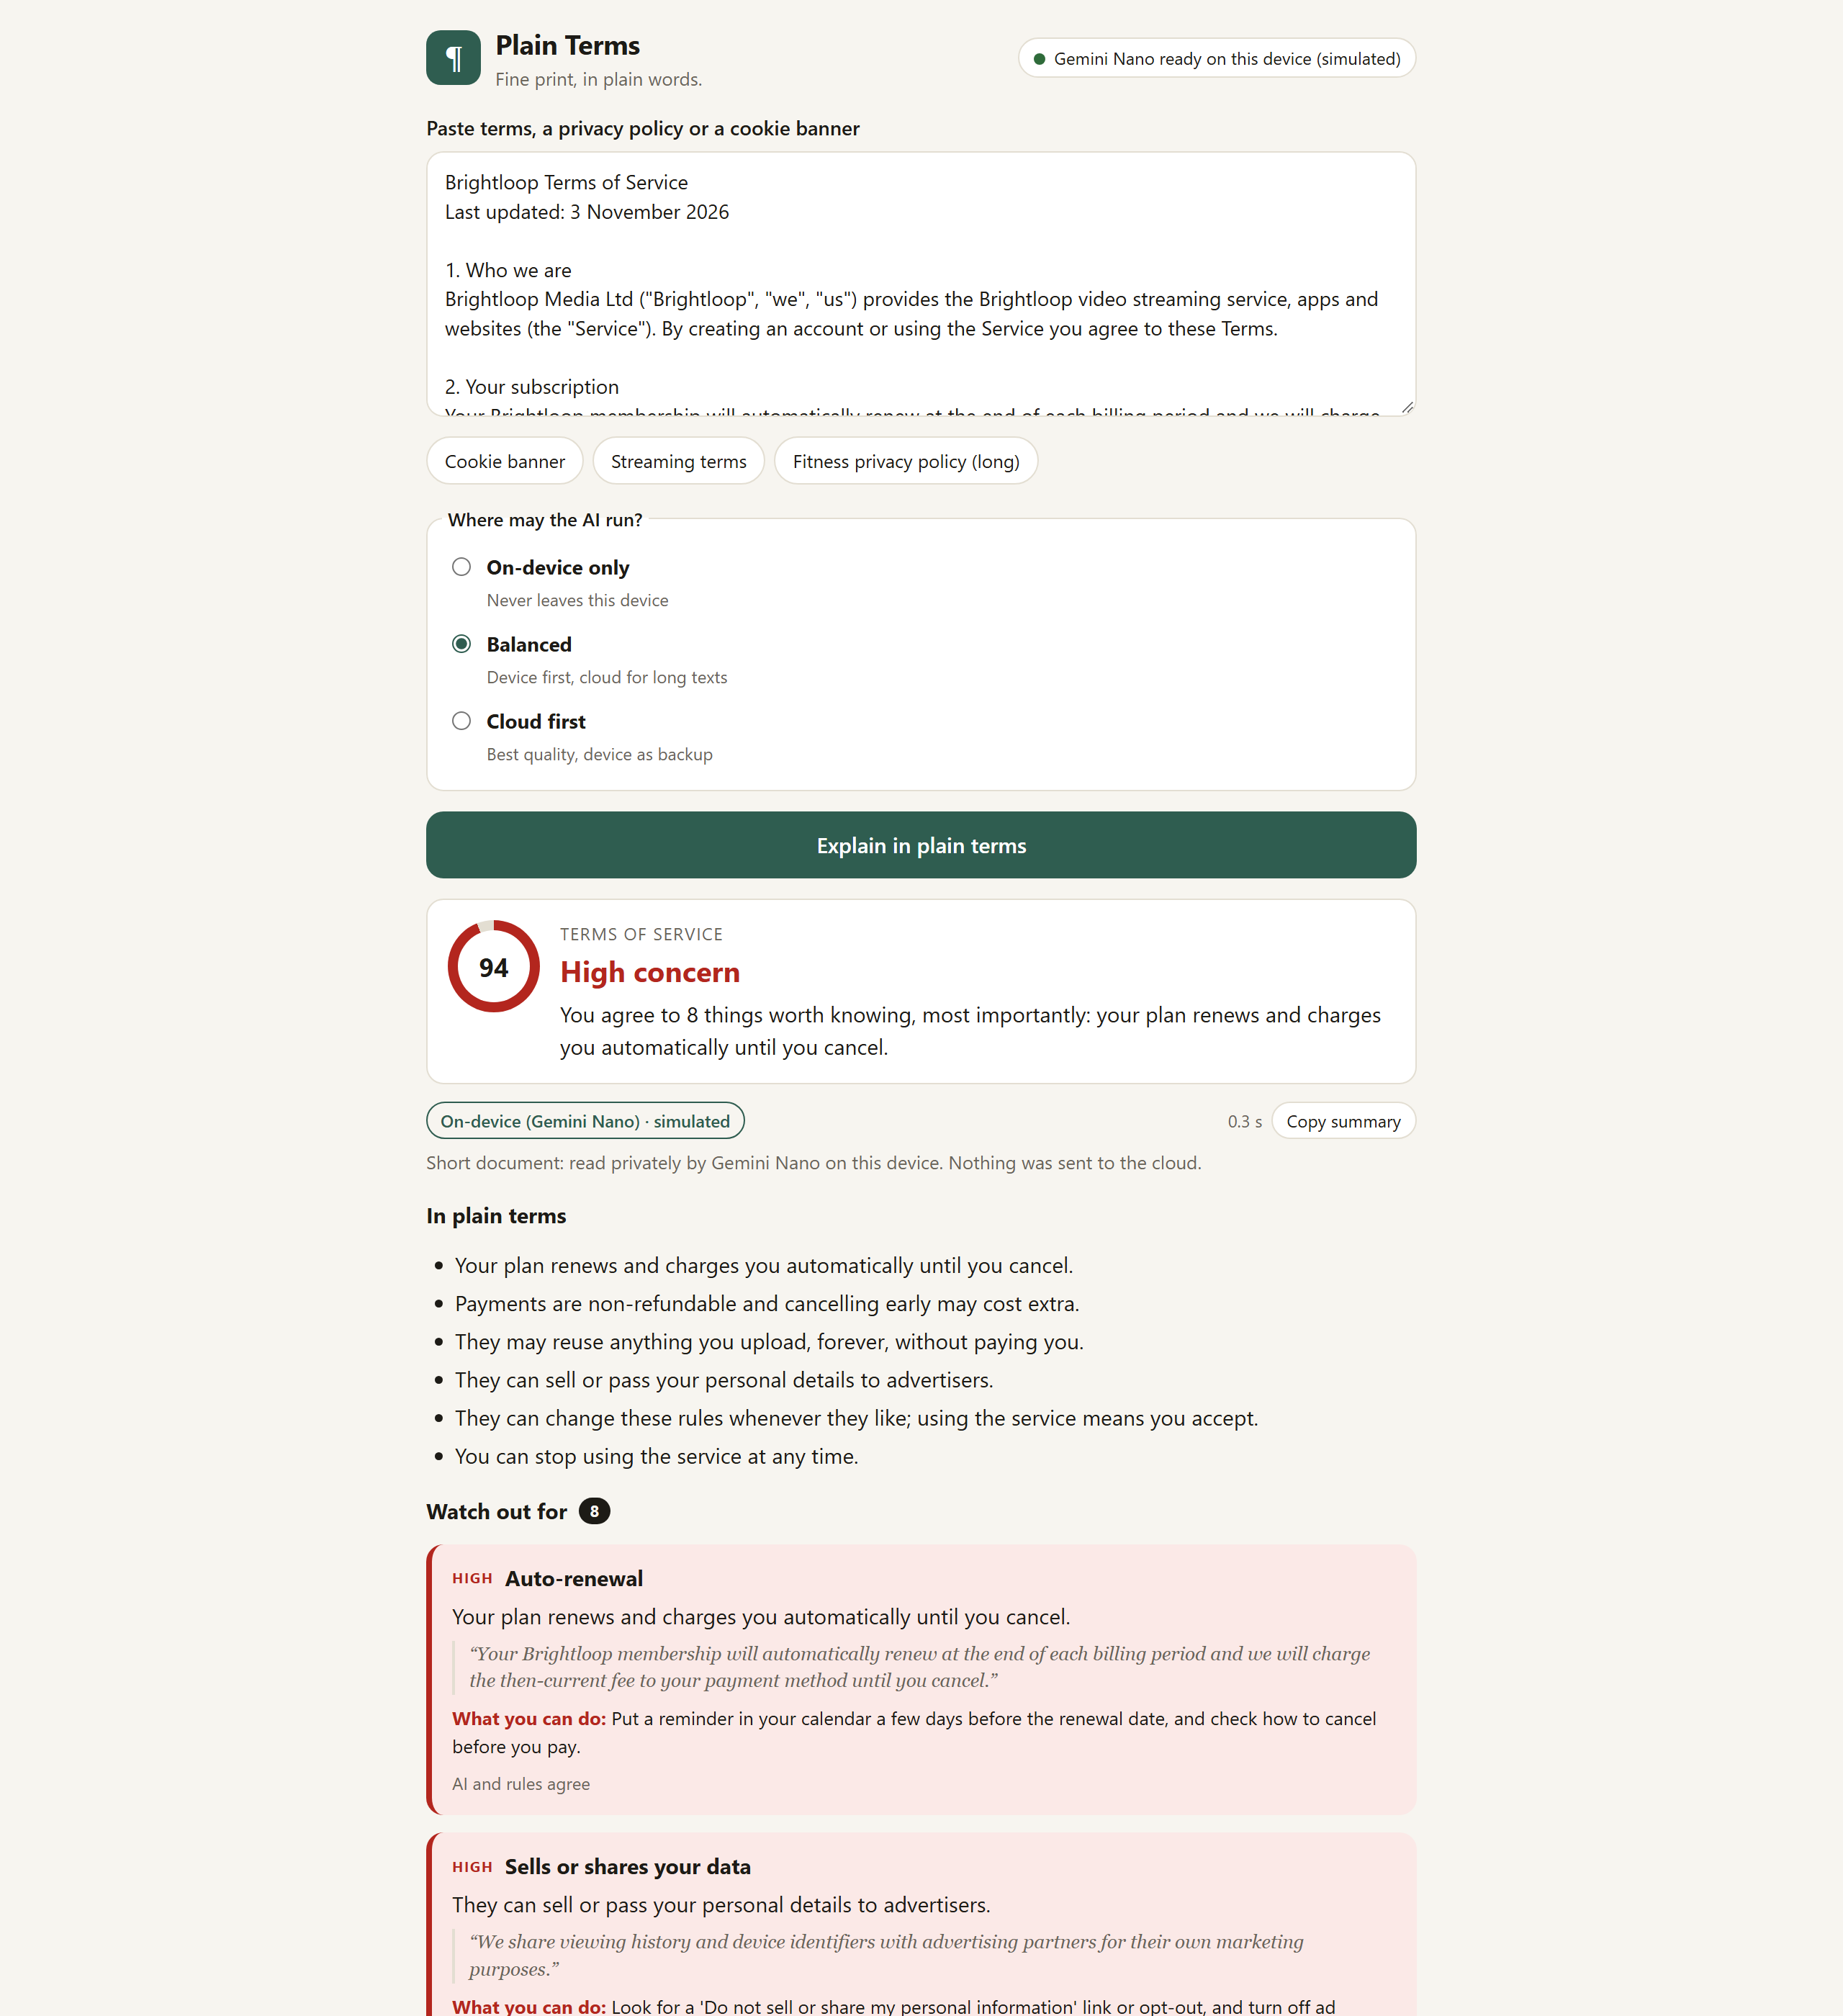 ¶
Plain Terms
Fine print, in plain words.
Gemini Nano ready on this device (simulated)
Paste terms, a privacy policy or a cookie banner
Brightloop Terms of Service
Last updated: 3 November 2026
1. Who we are
Brightloop Media Ltd ("Brightloop", "we", "us") provides the Brightloop video streaming service, apps and
websites (the "Service"). By creating an account or using the Service you agree to these Terms.
2. Your subscription
Your Brightloop membership will automatically renew at the end of each billing period and we will charge
Cookie banner
Streaming terms
Fitness privacy policy (long)
Where may the AI run?
On-device only
Never leaves this device
Balanced
Device first, cloud for long texts
Cloud first
Best quality, device as backup
Explain in plain terms
94
TERMS OF SERVICE
High concern
You agree to 8 things worth knowing, most importantly: your plan renews and charges
you automatically until you cancel.
On-device (Gemini Nano) · simulated
0.3 s
Copy summary
Short document: read privately by Gemini Nano on this device. Nothing was sent to the cloud.
In plain terms
• Your plan renews and charges you automatically until you cancel.
• Payments are non-refundable and cancelling early may cost extra.
• They may reuse anything you upload, forever, without paying you.
• They can sell or pass your personal details to advertisers.
• They can change these rules whenever they like; using the service means you accept.
• You can stop using the service at any time.
Watch out for 8
HIGH Auto-renewal
Your plan renews and charges you automatically until you cancel.
“Your Brightloop membership will automatically renew at the end of each billing period and we will charge
the then-current fee to your payment method until you cancel.”
What you can do: Put a reminder in your calendar a few days before the renewal date, and check how to cancel
before you pay.
AI and rules agree
HIGH Sells or shares your data
They can sell or pass your personal details to advertisers.
“We share viewing history and device identifiers with advertising partners for their own marketing
purposes.”
What you can do: Look for a 'Do not sell or share my personal information' link or opt-out, and turn off ad